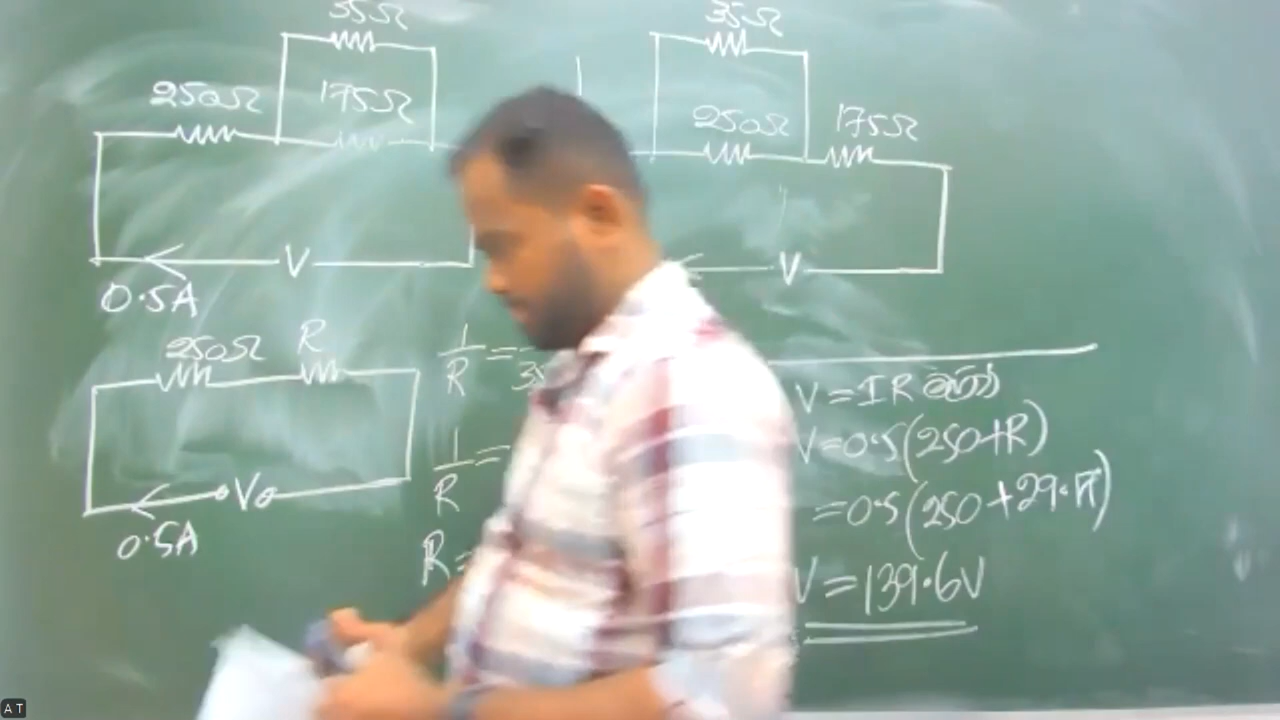 35Ω
250Ω
175Ω
V
0.5A
35Ω
250Ω
175Ω
V
250Ω R
V
0.5A
1/R =
1/R =
R =
V = IR
V = 0.5(250+R)
= 0.5(250+29.
V = 139.6V
A T